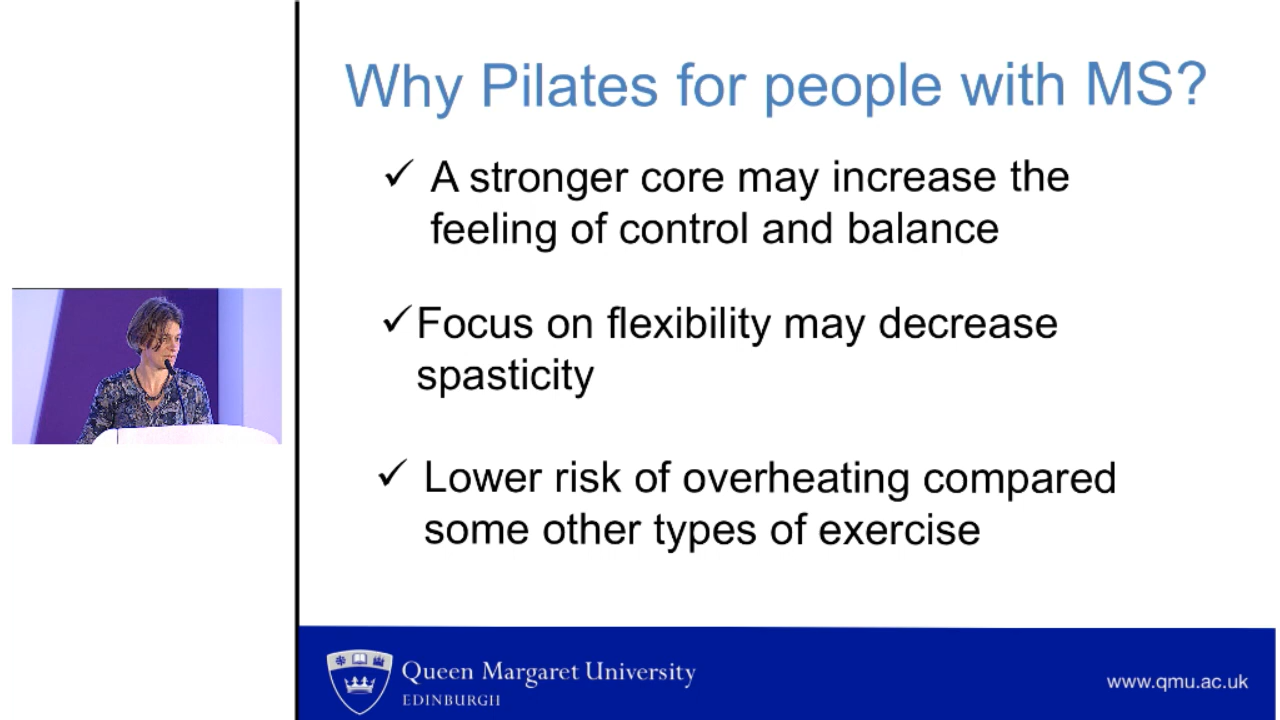 Why Pilates for people with MS?
✓ A stronger core may increase the
feeling of control and balance
✓Focus on flexibility may decrease
spasticity
✓ Lower risk of overheating compared
some other types of exercise
Queen Margaret University
EDINBURGH
www.qmu.ac.uk